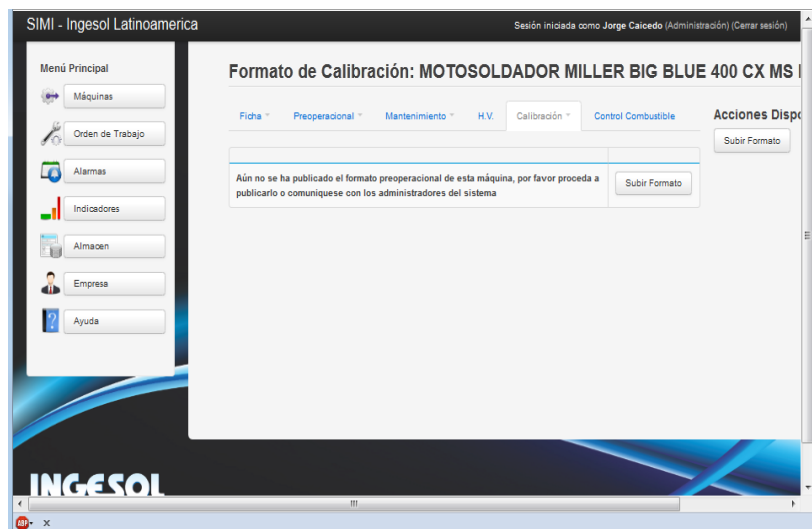 SIMI - Ingesol Latinoamerica
Sesión iniciada como Jorge Caicedo (Administración) (Cerrar sesión)
Menú Principal
Máquinas
Orden de Trabajo
Alarmas
Indicadores
Almacen
Empresa
Ayuda
Formato de Calibración: MOTOSOLDADOR MILLER BIG BLUE 400 CX MS
Ficha
Preoperacional
Mantenimiento
H.V.
Calibración
Control Combustible
Aún no se ha publicado el formato preoperacional de esta máquina, por favor proceda a
publicarlo o comuniquese con los administradores del sistema
Subir Formato
Acciones Dispo
Subir Formato
INGESOL
ABP
x